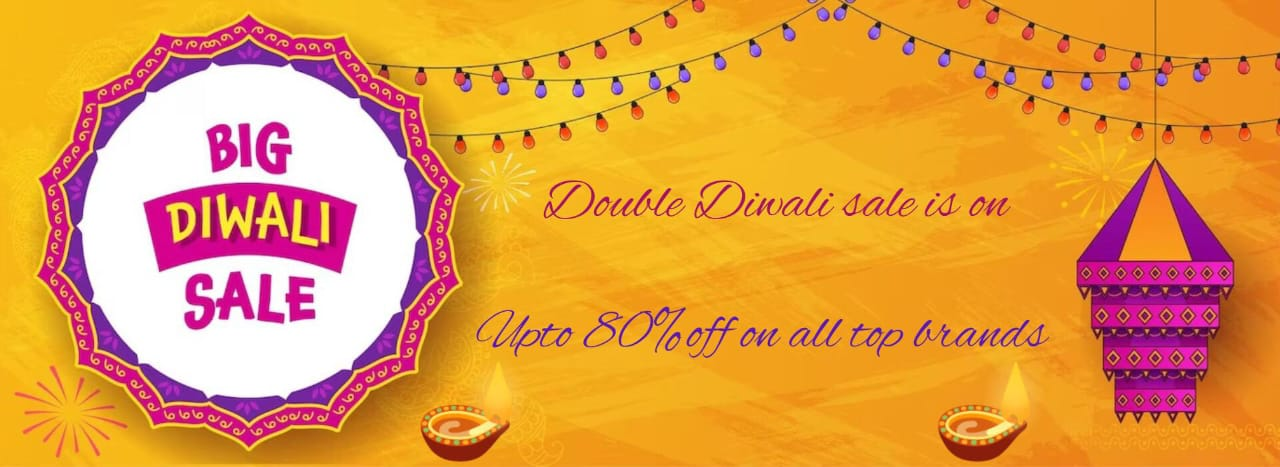 BIG
DIWALI
SALE
Double Diwali sale is on
Upto 80% off on all top brands